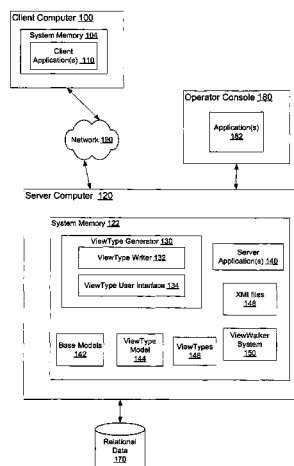 Client Computer 100
System Memory 104
Client
Application(s) 110
Operator Console 180
Application(s)
182
Network 190
Server Computer 120
System Memory 122
ViewType Generator 130
ViewType Writer 132
ViewType User Interface 134
Server
Application(s) 140
XMI files
148
Base Models
142
ViewType
Model
144
ViewTypes
146
ViewWalker
System
150
Relational
Data
170